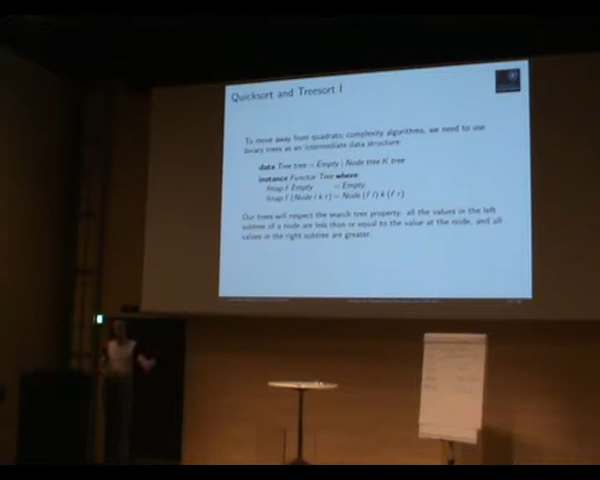 Quicksort and Treesort I
To move away from quadratic complexity algorithms, we need to use
binary trees as an intermediate data structure:
data Tree tree = Empty | Node tree K tree
instance Functor Tree where
fmap f Empty = Empty
fmap f (Node l k r) = Node (f l) k (f r)
Our trees will respect the search tree property: all the values in the left
subtree of a node are less than or equal to the value at the node, and all
values in the right subtree are greater.